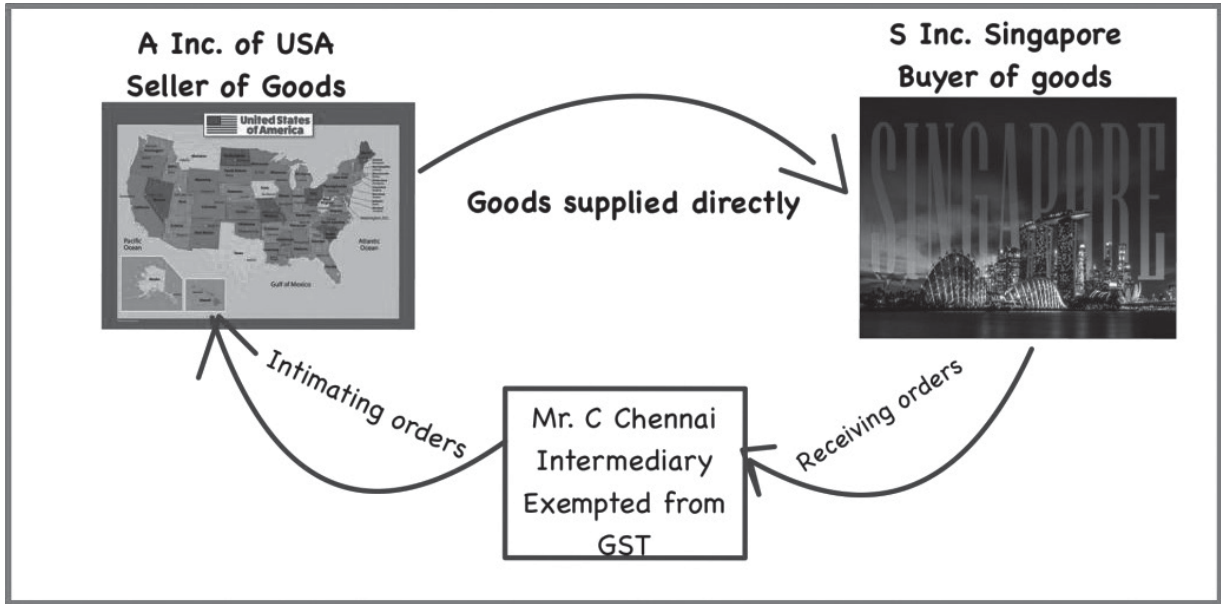 A Inc. of USA
Seller of Goods
United States
of America
Pacific
Ocean
Atlantic
Ocean
Gulf of Mexico
Goods supplied directly
S Inc. Singapore
Buyer of goods
SINGAPORE
Intimating orders
Mr. C Chennai
Intermediary
Exempted from
GST
Receiving orders